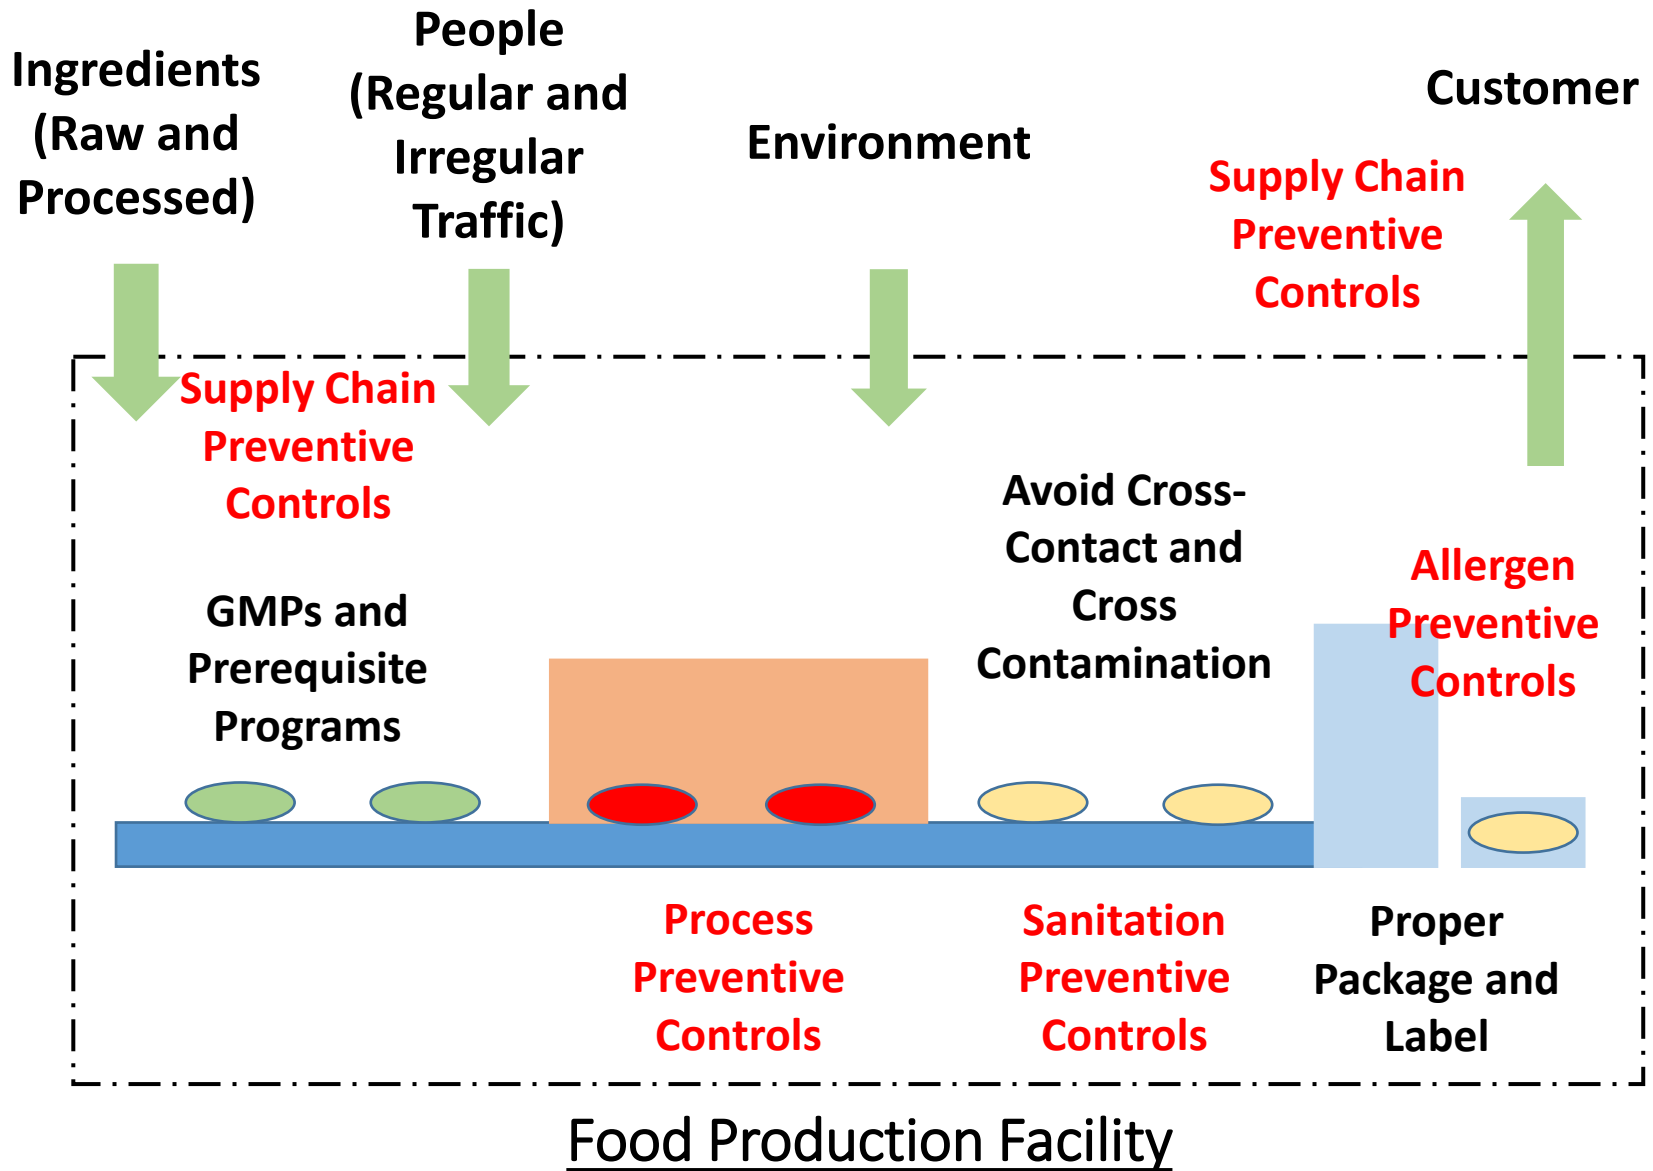 Ingredients
(Raw and
Processed)
People
(Regular and
Irregular
Traffic)
Environment
Customer
Supply Chain
Preventive
Controls
Supply Chain
Preventive
Controls
GMPs and
Prerequisite
Programs
Avoid Cross-
Contact and
Cross
Contamination
Allergen
Preventive
Controls
Process
Preventive
Controls
Sanitation
Preventive
Controls
Proper
Package and
Label
Food Production Facility